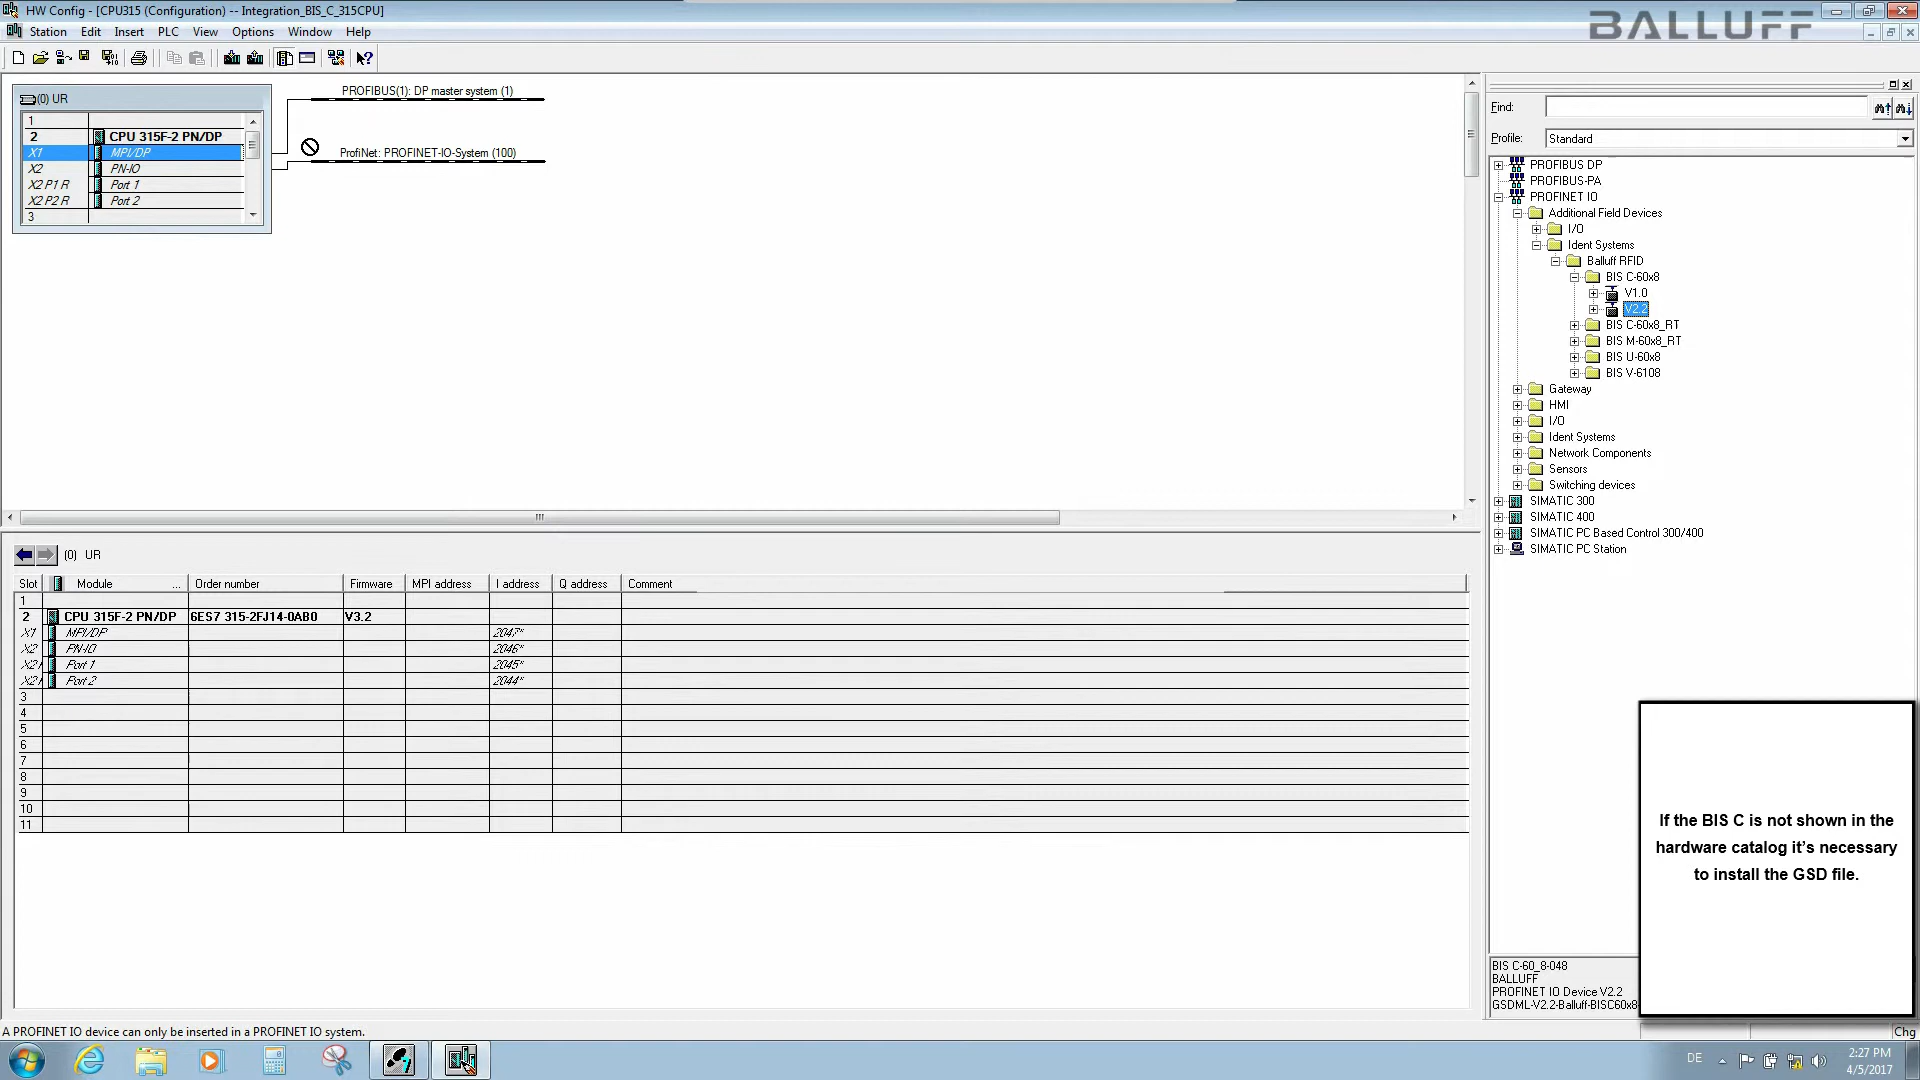 HW Config - [CPU315 (Configuration) -- Integration_BIS_C_315CPU]
BALLUFF
Station Edit Insert PLC View Options Window Help
(0) UR
1
2 CPU 315F-2 PN/DP
X1 MPI/DP
X2 PN-IO
X2 P1 R Port 1
X2 P2 R Port 2
3
PROFIBUS(1): DP master system (1)
ProfiNet: PROFINET-IO-System (100)
Find:
Profile: Standard
PROFIBUS DP
PROFIBUS-PA
PROFINET IO
Additional Field Devices
I/O
Ident Systems
Balluff RFID
BIS C-60x8
V1.0
V2.2
BIS C-60x8_RT
BIS M-60x8_RT
BIS U-60x8
BIS V-6108
Gateway
HMI
I/O
Ident Systems
Network Components
Sensors
Switching devices
SIMATIC 300
SIMATIC 400
SIMATIC PC Based Control 300/400
SIMATIC PC Station
(0) UR
Slot Module ... Order number Firmware MPI address I address Q address Comment
1
2 CPU 315F-2 PN/DP 6ES7 315-2FJ14-0AB0 V3.2
X1 MPI/DP 2047*
X2 PN-IO 2046*
X2 Port 1 2045*
X2 Port 2 2044*
3
4
5
6
7
8
9
10
11
If the BIS C is not shown in the
hardware catalog it's necessary
to install the GSD file.
BIS C-60_8-048
BALLUFF
PROFINET IO Device V2.2
GSDML-V2.2-Balluff-BISC60x8-
A PROFINET IO device can only be inserted in a PROFINET IO system.
Chg
DE
2:27 PM
4/5/2017